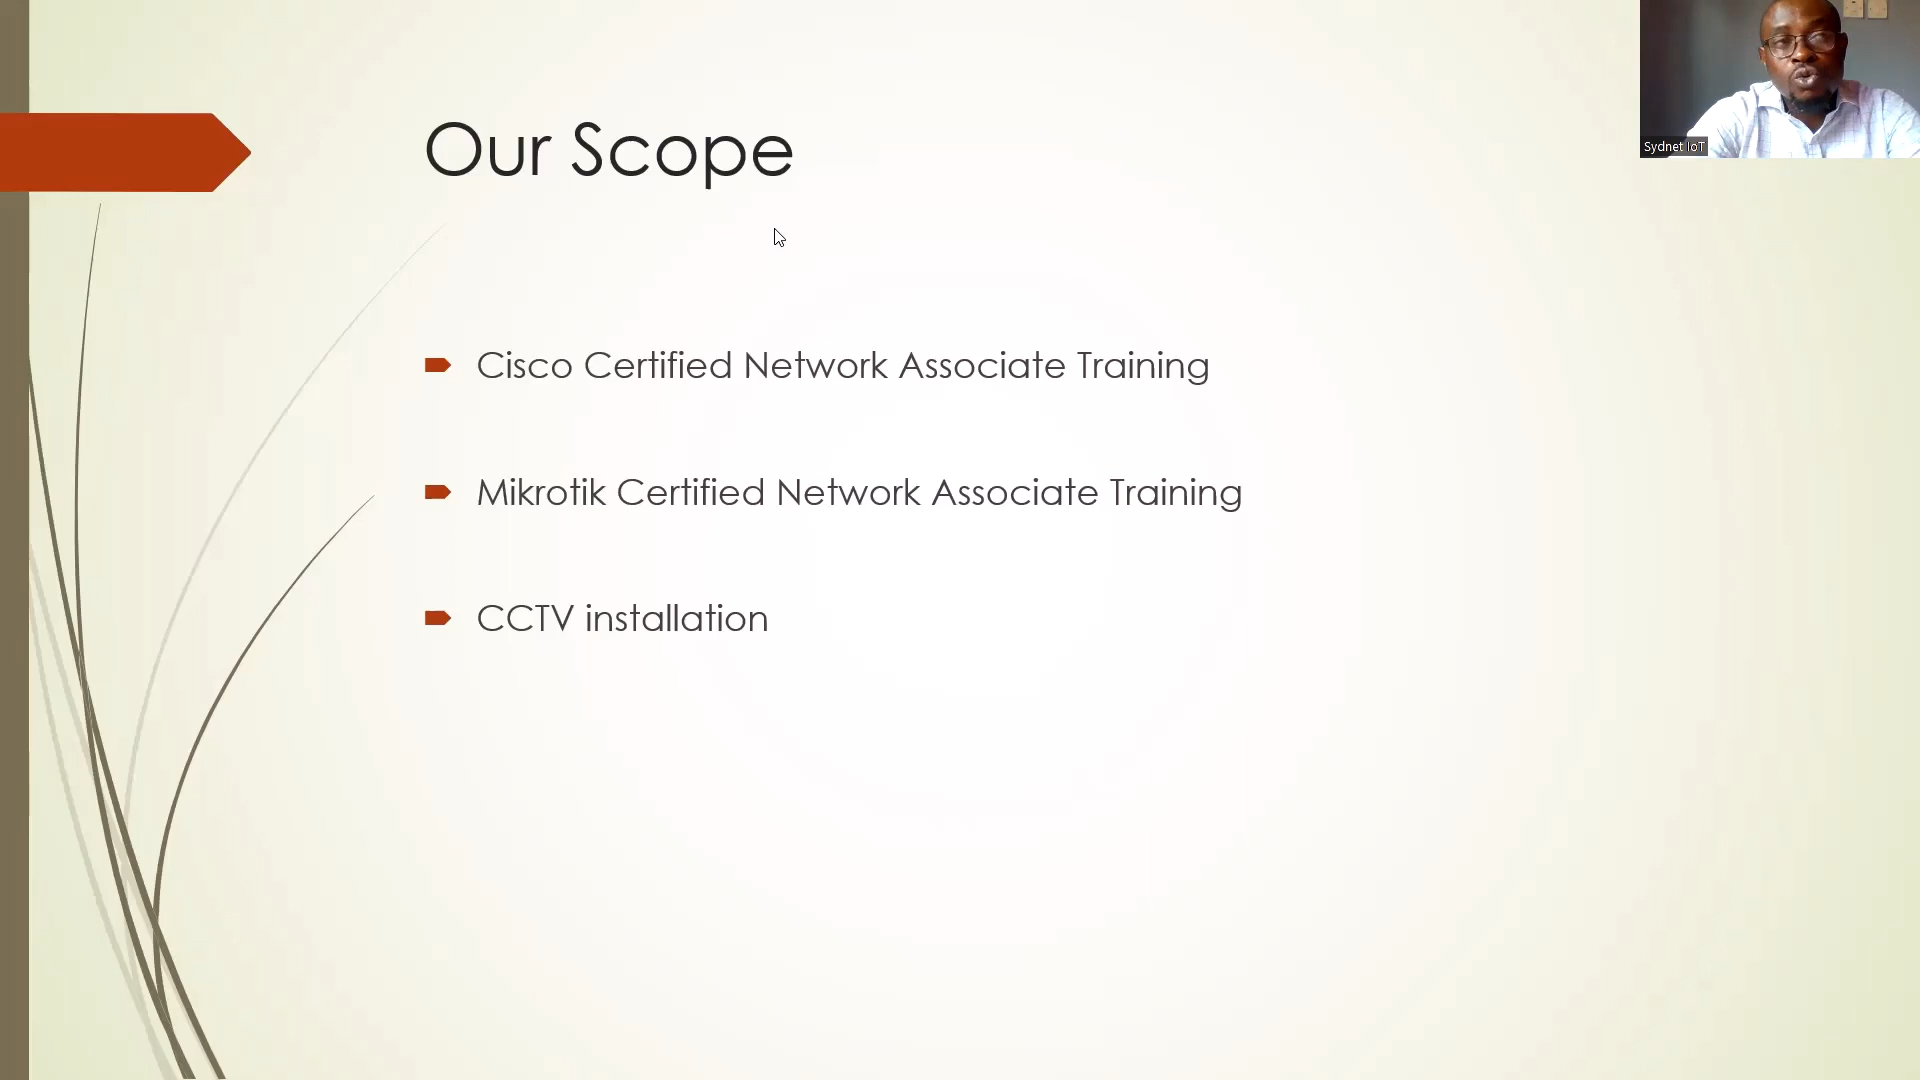 Our Scope
Sydnet IoT
Cisco Certified Network Associate Training
Mikrotik Certified Network Associate Training
CCTV installation